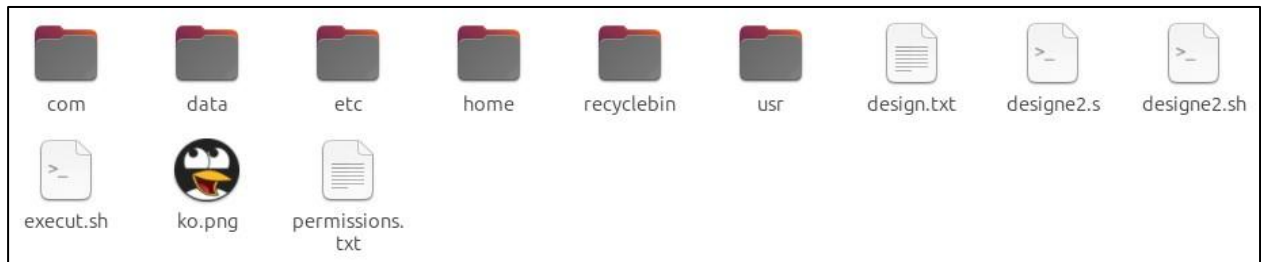 com data etc home recyclebin usr design.txt designe2.s designe2.sh
execut.sh ko.png permissions.
txt